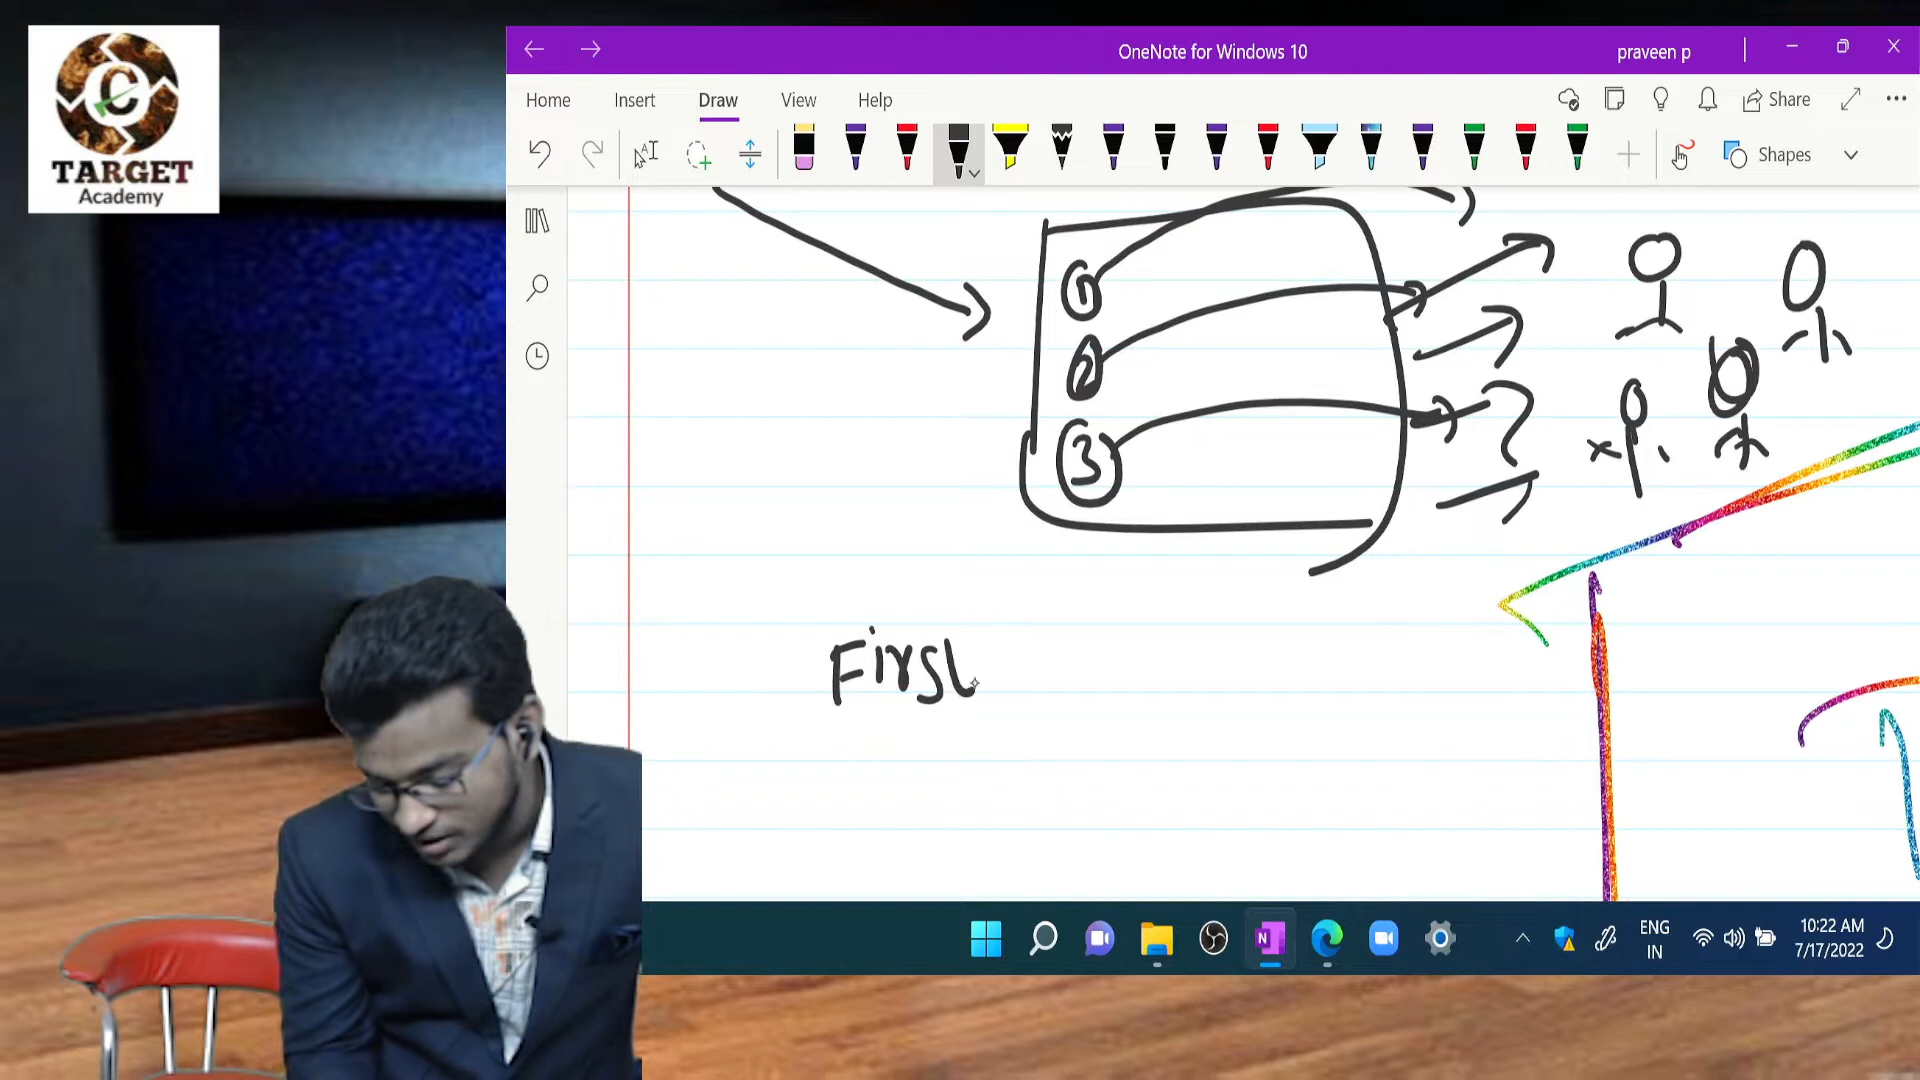 C
TARGET
Academy
OneNote for Windows 10
praveen p
Home Insert Draw View Help
Share
Shapes
1
2
3
First
ENG
IN
10:22 AM
7/17/2022